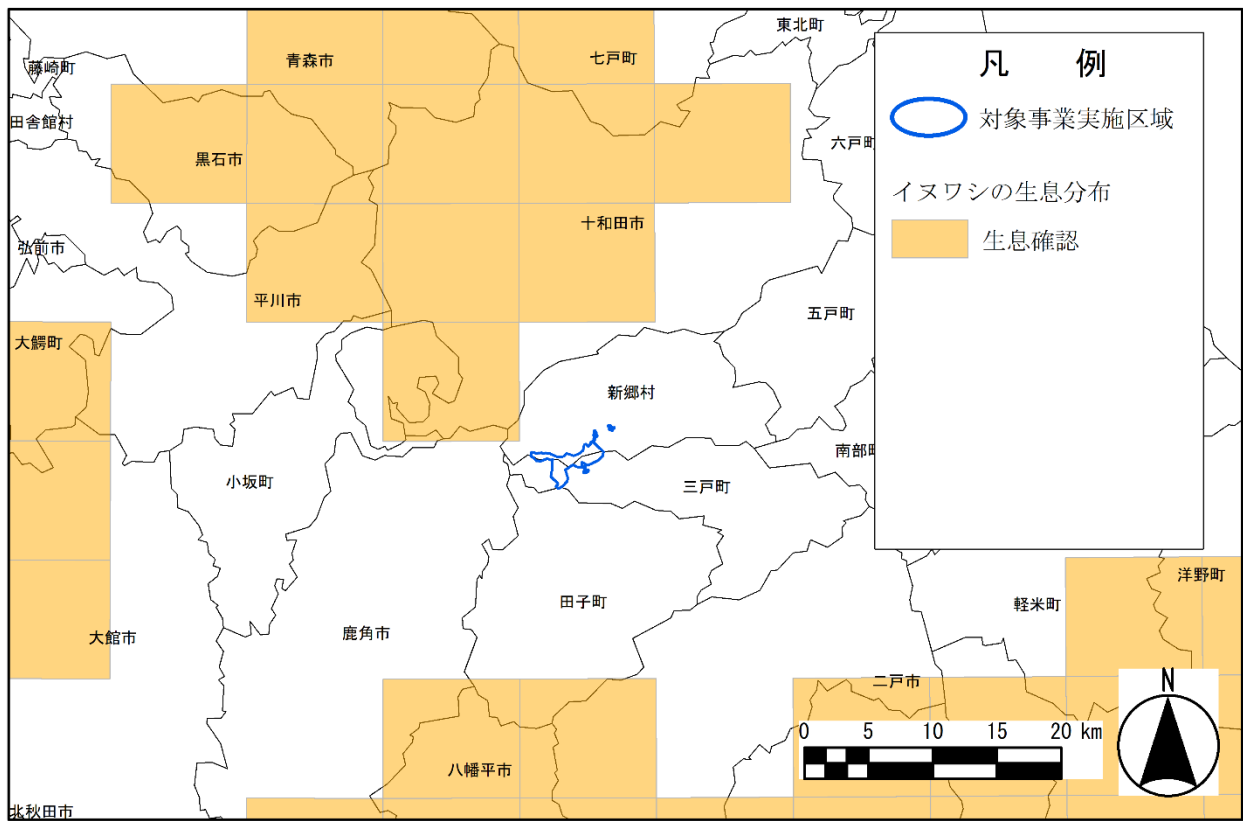 東北町
青森市
七戸町
藤崎町
凡 例
対象事業実施区域
田舎館村
六戸町
黒石市
イヌワシの生息分布
十和田市
生息確認
弘前市
平川市
五戸町
大鰐町
新郷村
南部町
小坂町
三戸町
洋野町
田子町
軽米町
鹿角市
大館市
二戸市
N
0 5 10 15 20 km
八幡平市
北秋田市